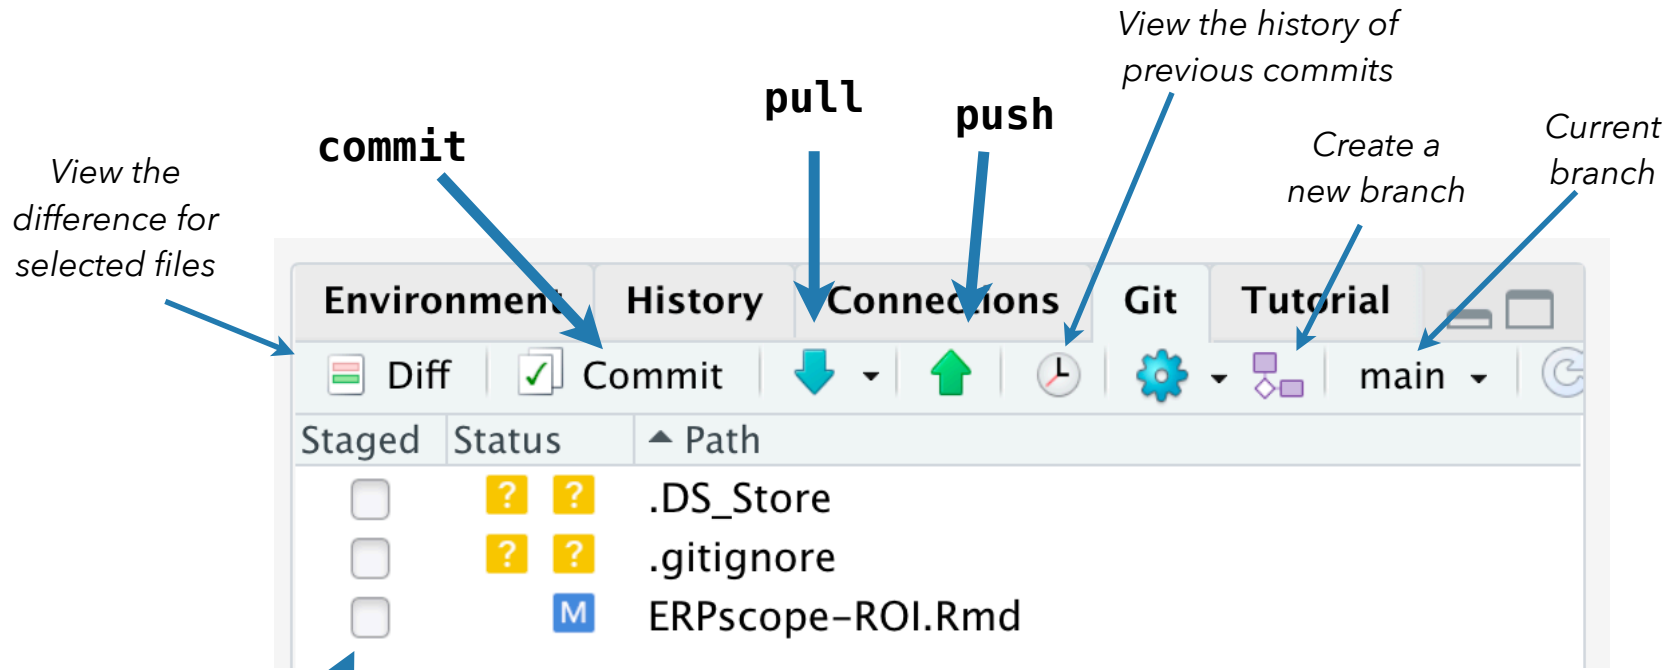 View the history of
previous commits
pull
push
commit
Create a
new branch
Current
branch
View the
difference for
selected files
Environment History Connections Git Tutorial
Diff Commit main
Staged Status Path
? ? .DS_Store
? ? .gitignore
M ERPscope-ROI.Rmd